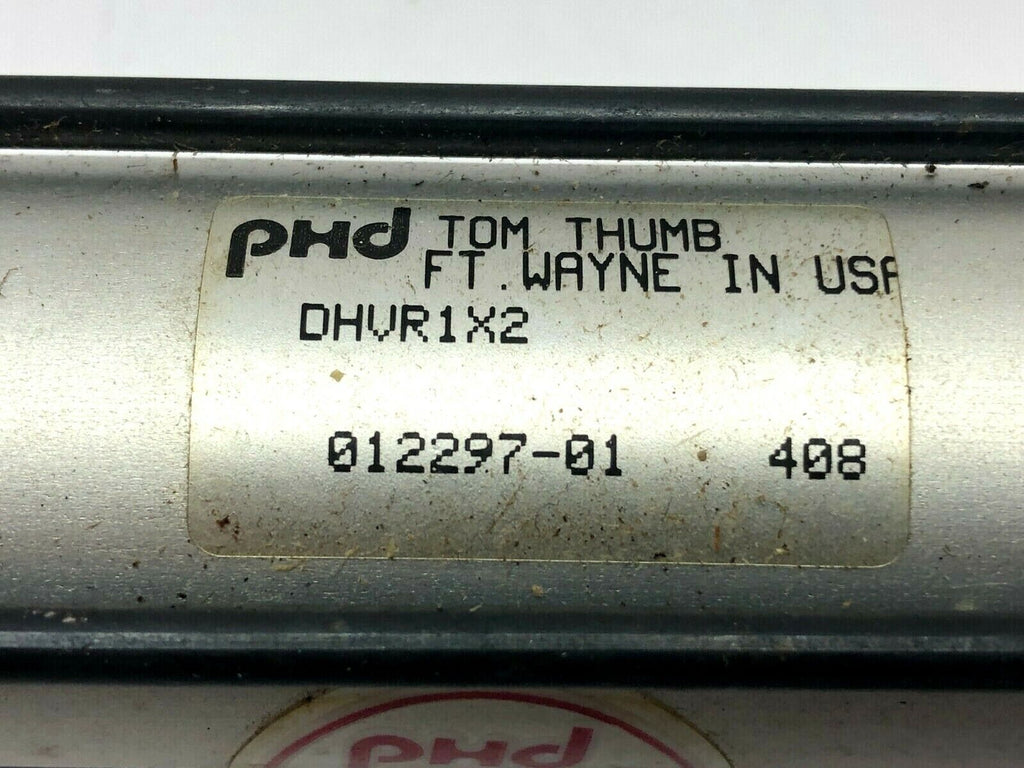 PHd TOM THUMB
FT.WAYNE IN USA
DHVR1X2
012297-01 408
PHd